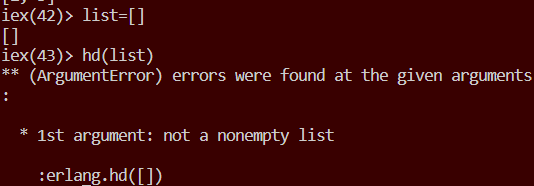 iex(42)> list=[]
[]
iex(43)> hd(list)
** (ArgumentError) errors were found at the given arguments
:
* 1st argument: not a nonempty list
:erlang.hd([])